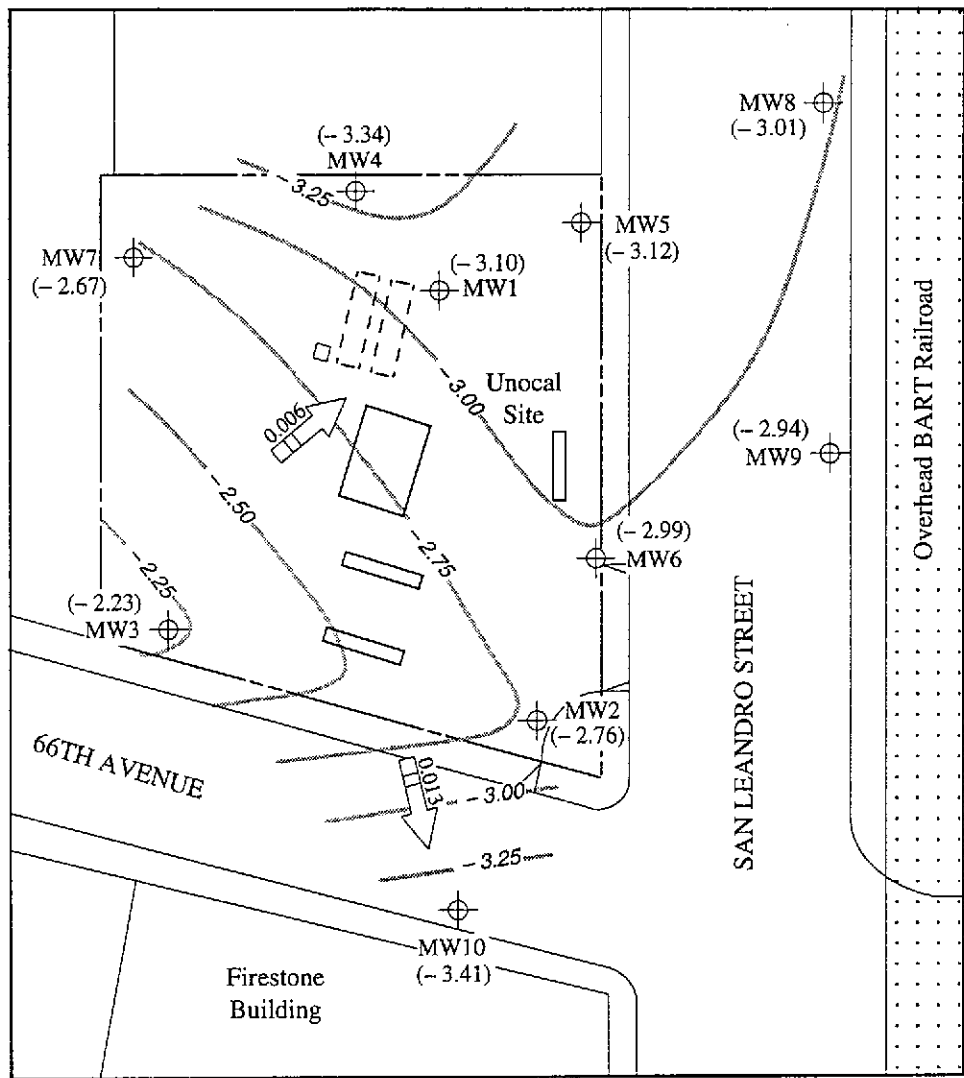 MW8
(– 3.01)
(– 3.34)
MW4
– 3.25
MW5
(– 3.12)
MW7
(– 2.67)
(– 3.10)
MW1
Unocal
Site
– 3.00
0.006
(– 2.94)
MW9
Overhead BART Railroad
– 2.50
– 2.75
(– 2.99)
MW6
– 2.25
(– 2.23)
MW3
SAN LEANDRO STREET
MW2
(– 2.76)
66TH AVENUE
0.013
– 3.00
– 3.25
MW10
(– 3.41)
Firestone
Building